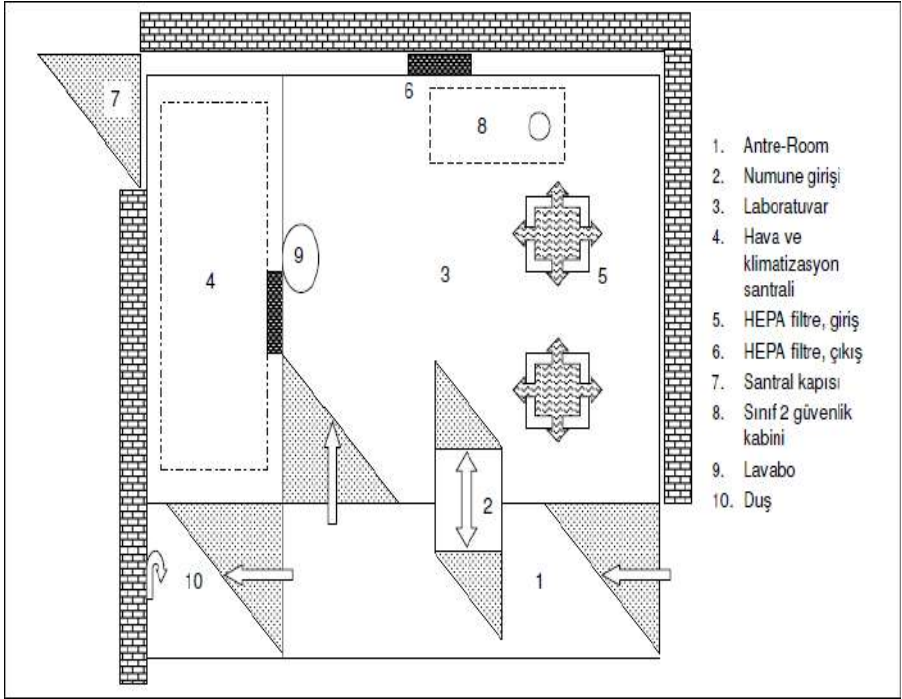 7
6
8
9
4
3
5
2
10
1
1. Antre-Room
2. Numune girişi
3. Laboratuvar
4. Hava ve
klimatizasyon
santrali
5. HEPA filtre, giriş
6. HEPA filtre, çıkış
7. Santral kapısı
8. Sınıf 2 güvenlik
kabini
9. Lavabo
10. Duş